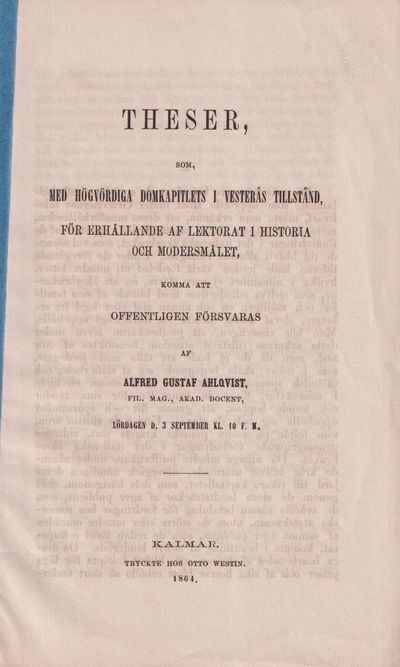 THESER,
SOM,
MED HÖGVÖRDIGA DOMKAPITLETS I VESTERÅS TILLSTÅND,
FÖR ERHÅLLANDE AF LEKTORAT I HISTORIA
OCH MODERSMÅLET,
KOMMA ATT
OFFENTLIGEN FÖRSVARAS
AF
ALFRED GUSTAF AHLQVIST,
FIL. MAG., AKAD. DOCENT,
LÖRDAGEN D. 3 SEPTEMBER KL. 10 F. M.
KALMAR.
TRYCKTE HOS OTTO WESTIN.
1864.